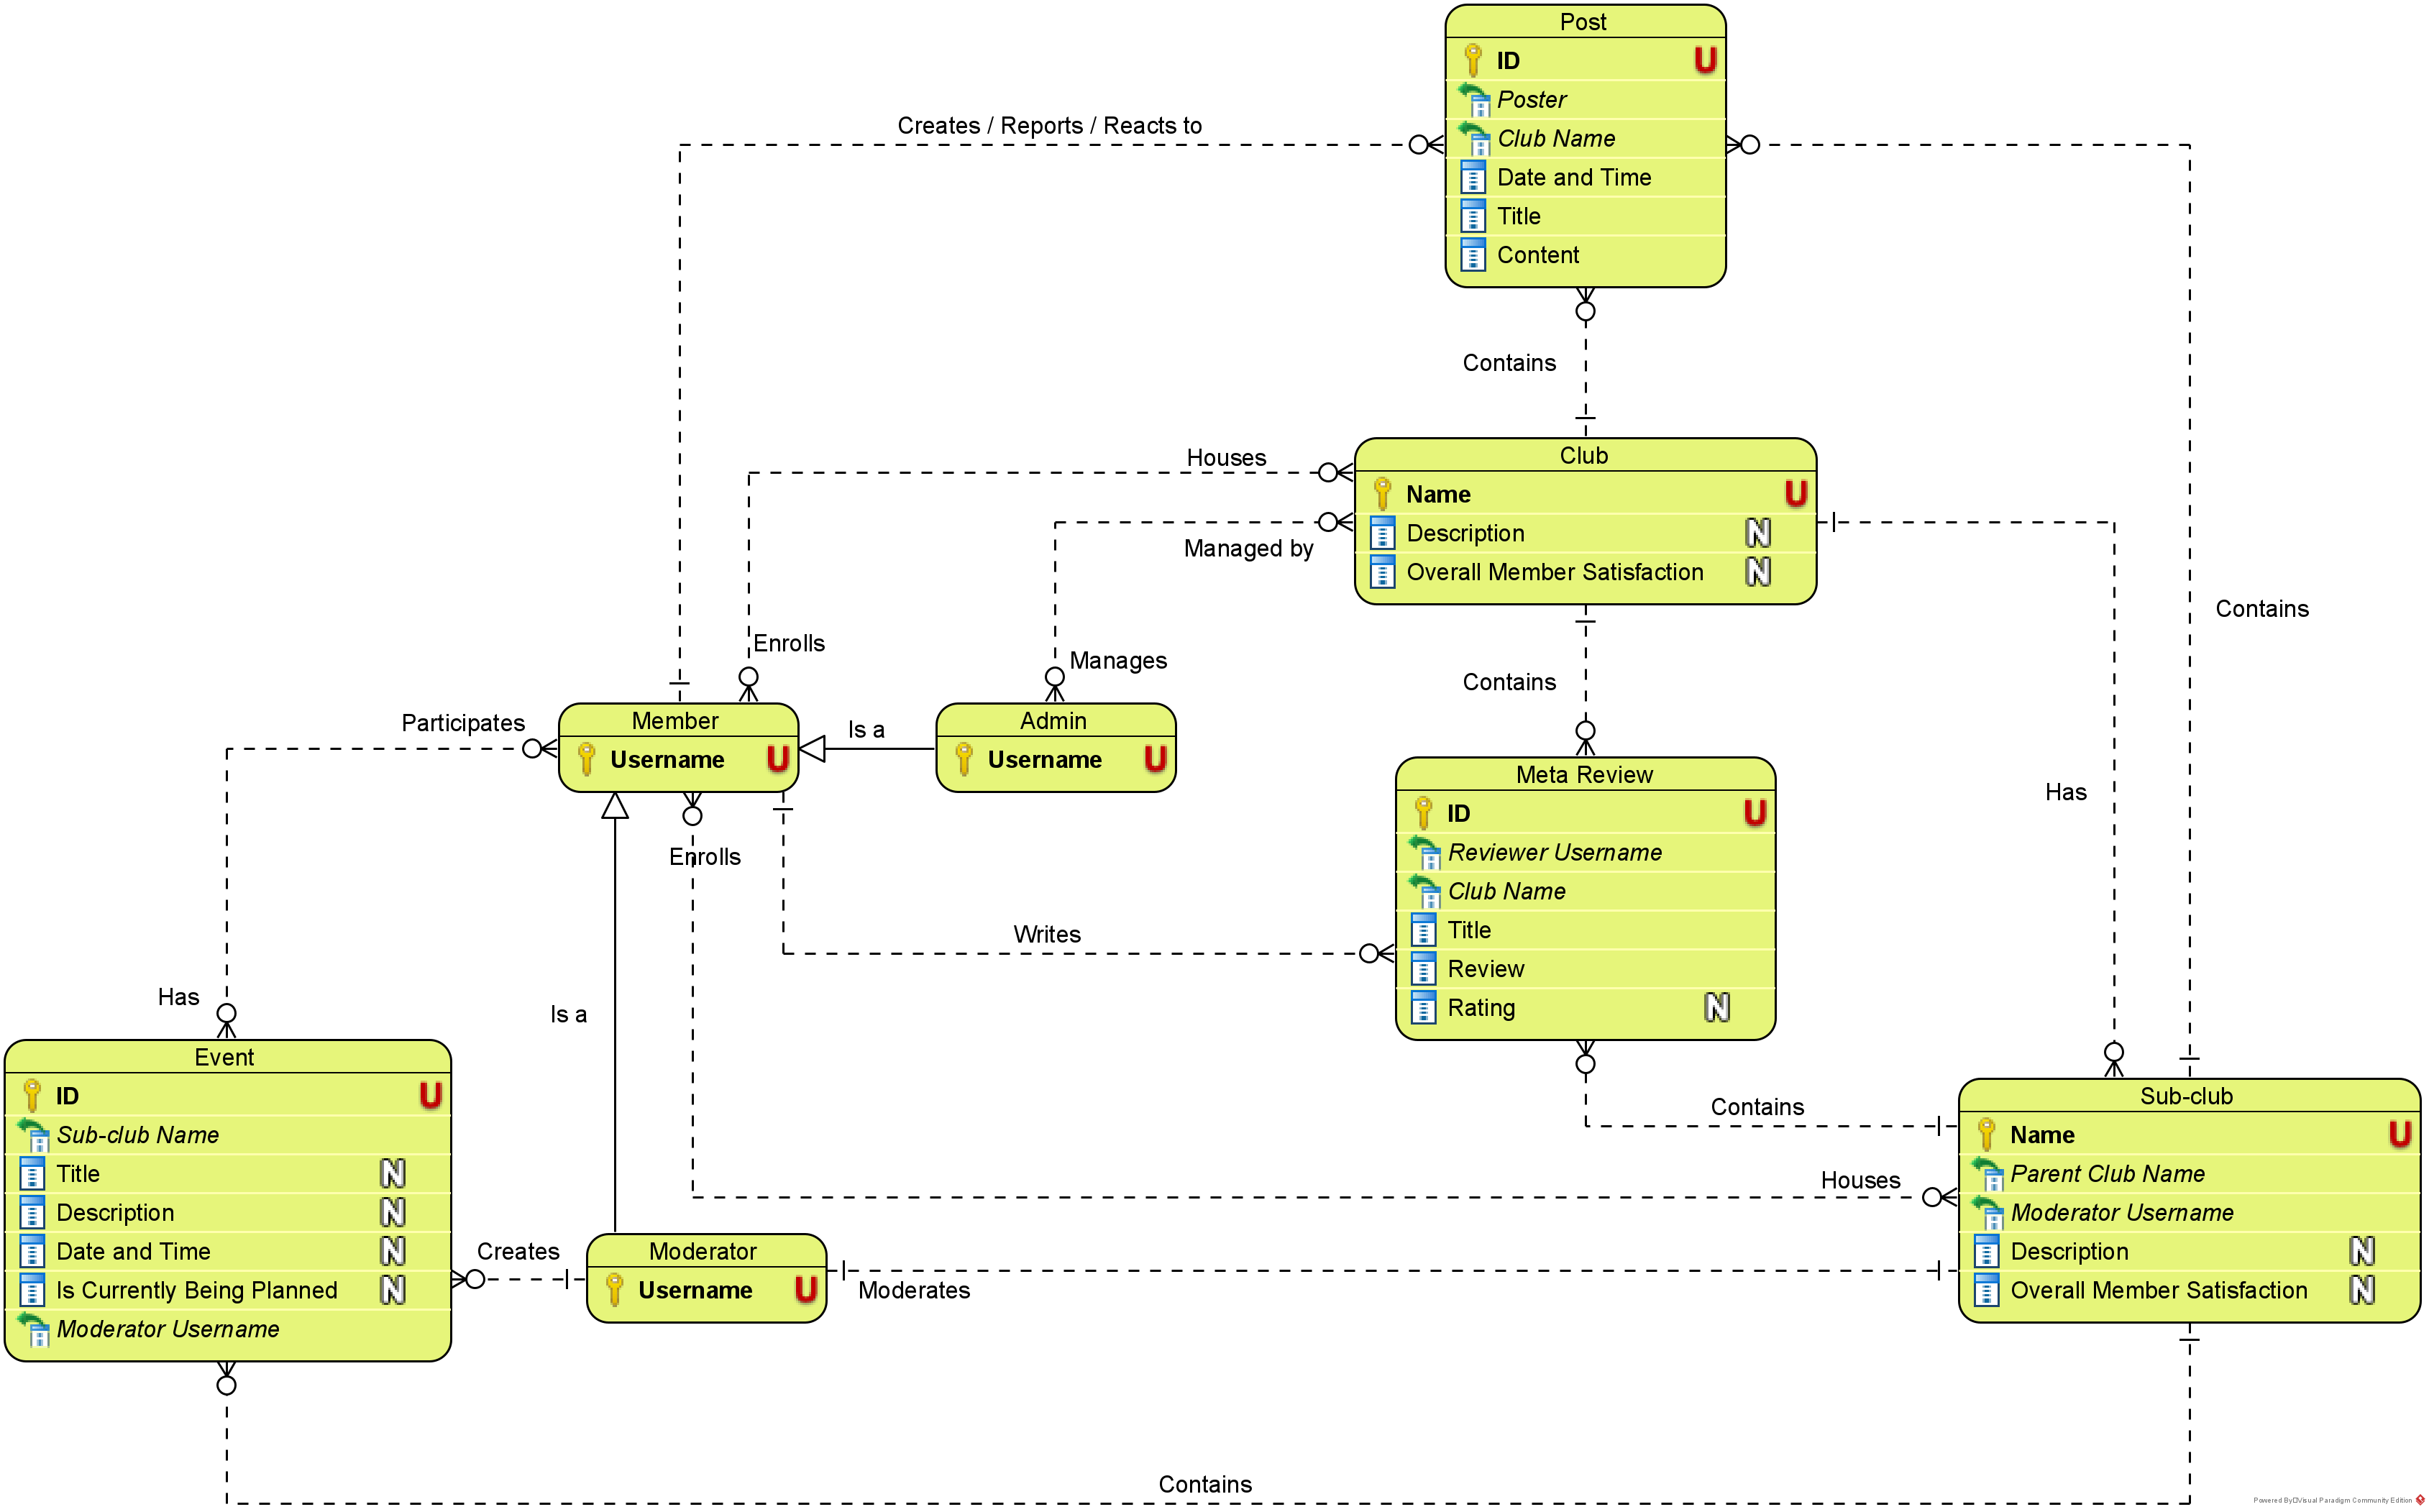 Post
ID
U
Poster
Club Name
Date and Time
Title
Content
Creates / Reports / Reacts to
Contains
Houses
Managed by
Club
Name
U
Description
N
Overall Member Satisfaction
N
Contains
Enrolls
Manages
Contains
Participates
Member
Username
U
Is a
Admin
Username
U
Meta Review
ID
U
Reviewer Username
Club Name
Title
Review
Rating
N
Has
Enrolls
Writes
Has
Is a
Event
ID
U
Sub-club Name
Title
N
Description
N
Date and Time
N
Is Currently Being Planned
N
Moderator Username
Contains
Sub-club
Name
U
Parent Club Name
Moderator Username
Description
N
Overall Member Satisfaction
N
Houses
Creates
Moderator
Username
U
Moderates
Contains
Powered By Visual Paradigm Community Edition